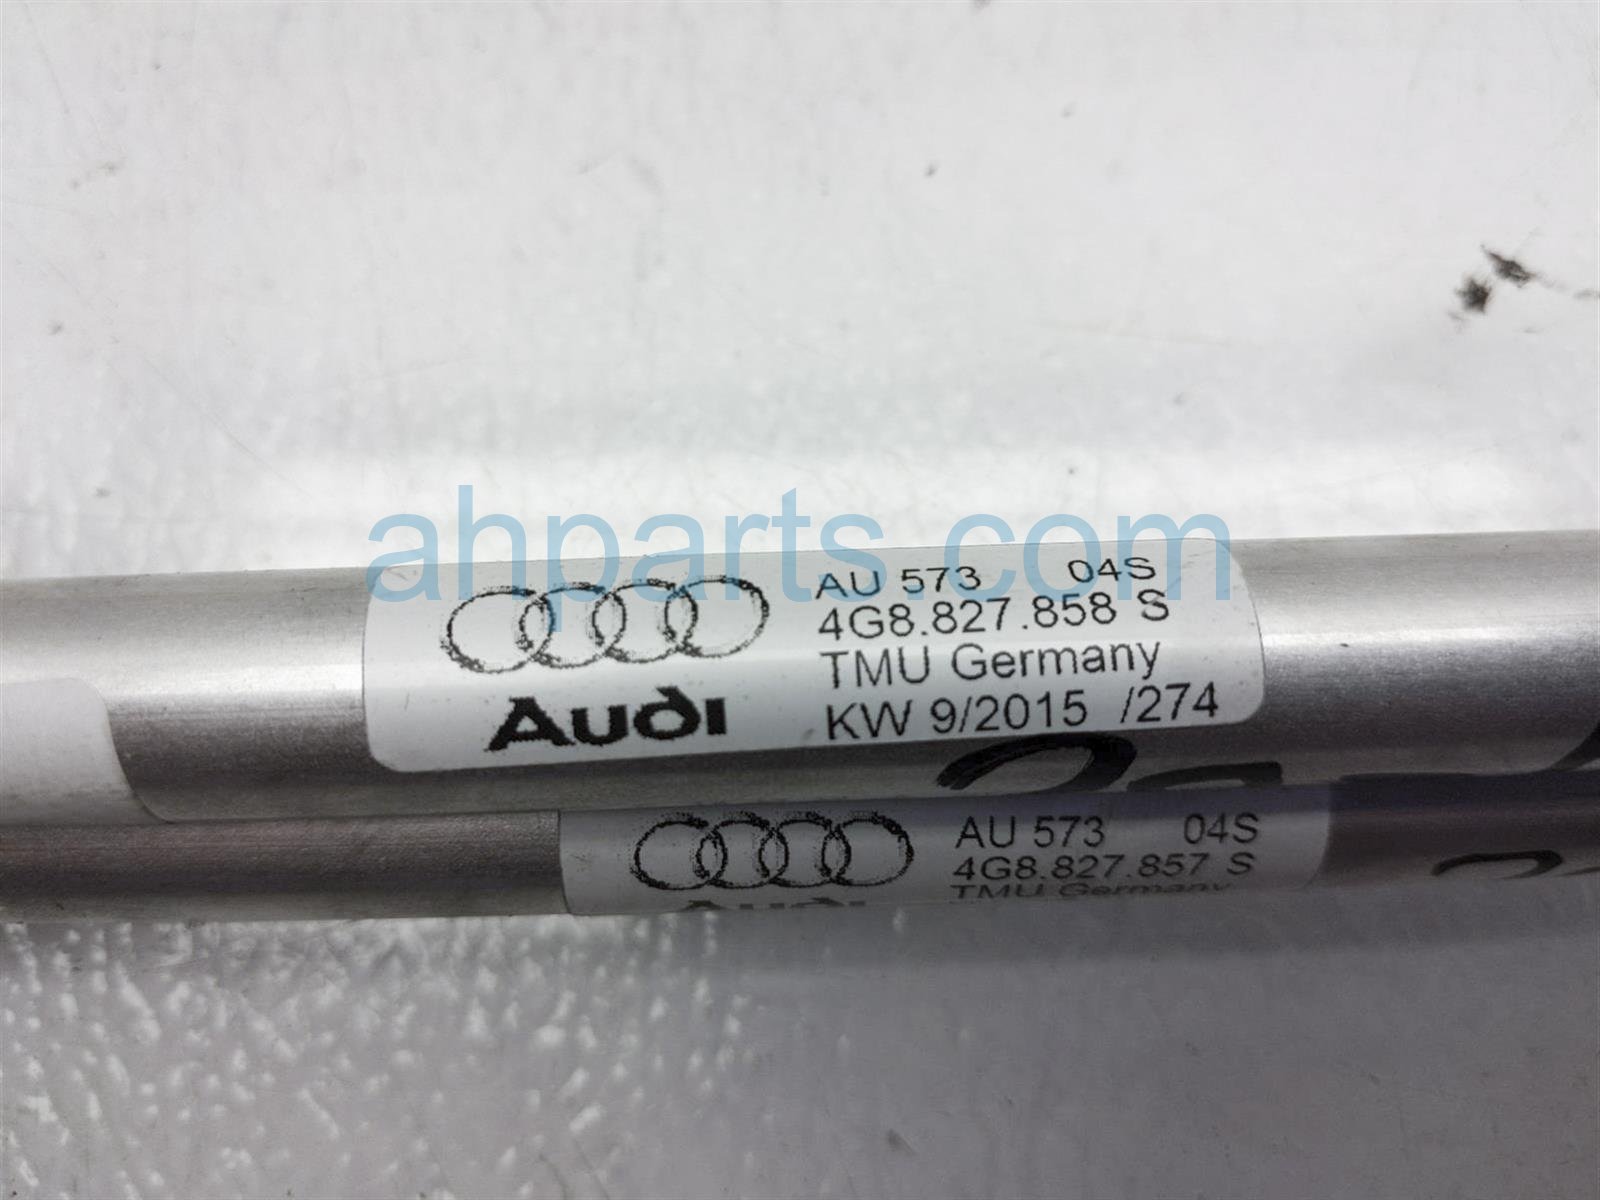 ahparts.com
AU 573 04S
4G8.827.858 S
TMU Germany
KW 9/2015 /274
Audi
AU 573 04S
4G8.827.857 S
TMU Germany
Audi